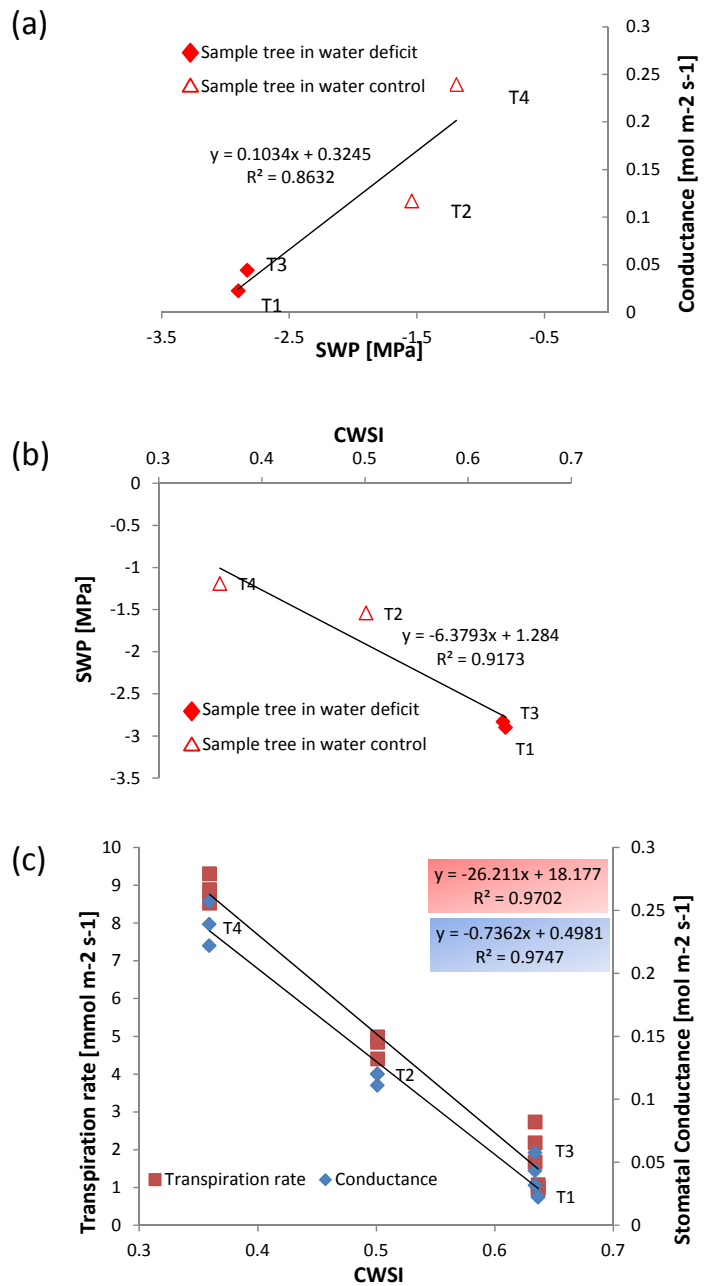 (a)
Sample tree in water deficit
Sample tree in water control
y = 0.1034x + 0.3245
R² = 0.8632
T4
T2
T3
T1
0.3
0.25
0.2
0.15
0.1
0.05
0
Conductance [mol m-2 s-1]
-3.5 -2.5 -1.5 -0.5
SWP [MPa]
(b)
CWSI
0.3 0.4 0.5 0.6 0.7
0
-0.5
-1
-1.5
-2
-2.5
-3
-3.5
SWP [MPa]
T4
T2
y = -6.3793x + 1.284
R² = 0.9173
T3
T1
Sample tree in water deficit
Sample tree in water control
(c)
10
9
8
7
6
5
4
3
2
1
0
Transpiration rate [mmol m-2 s-1]
y = -26.211x + 18.177
R² = 0.9702
y = -0.7362x + 0.4981
R² = 0.9747
T4
T2
T3
T1
Transpiration rate Conductance
0.3
0.25
0.2
0.15
0.1
0.05
0
Stomatal Conductance [mol m-2 s-1]
0.3 0.4 0.5 0.6 0.7
CWSI